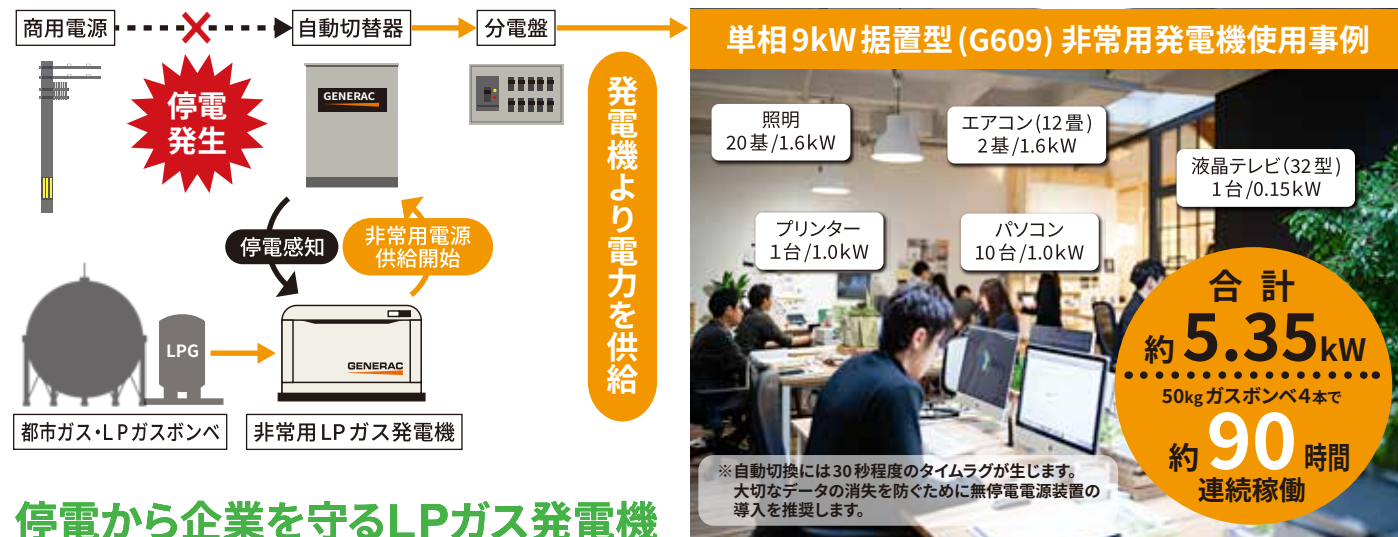 商用電源
自動切替器
分電盤
停電
発生
GENERAC
発電機より電力を供給
停電感知
非常用電源
供給開始
LPG
GENERAC
都市ガス・LPガスボンベ
非常用LPガス発電機
停電から企業を守るLPガス発電機
単相9kW据置型(G609)非常用発電機使用事例
照明
20基/1.6kW
エアコン(12畳)
2基/1.6kW
液晶テレビ(32型)
1台/0.15kW
プリンター
1台/1.0kW
パソコン
10台/1.0kW
合計
約5.35kW
50kgガスボンベ4本で
約90時間
連続稼働
※自動切換には30秒程度のタイムラグが生じます。
大切なデータの消失を防ぐために無停電電源装置の
導入を推奨します。